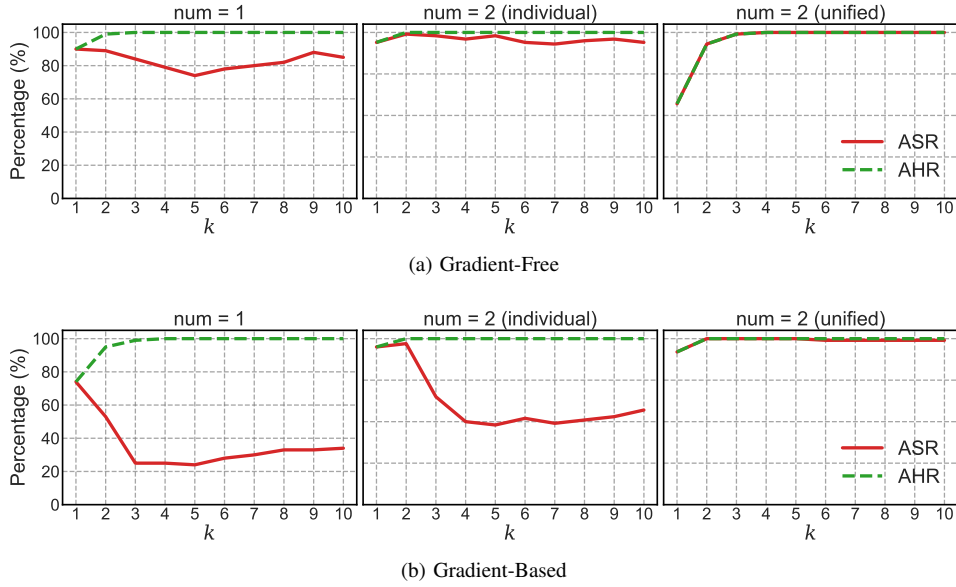 num = 1
num = 2 (individual)
num = 2 (unified)
Percentage (%)
100
80
60
40
20
0
ASR
AHR
1 2 3 4 5 6 7 8 9 10
1 2 3 4 5 6 7 8 9 10
1 2 3 4 5 6 7 8 9 10
k
k
k
(a) Gradient-Free
num = 1
num = 2 (individual)
num = 2 (unified)
Percentage (%)
100
80
60
40
20
0
ASR
AHR
1 2 3 4 5 6 7 8 9 10
1 2 3 4 5 6 7 8 9 10
1 2 3 4 5 6 7 8 9 10
k
k
k
(b) Gradient-Based